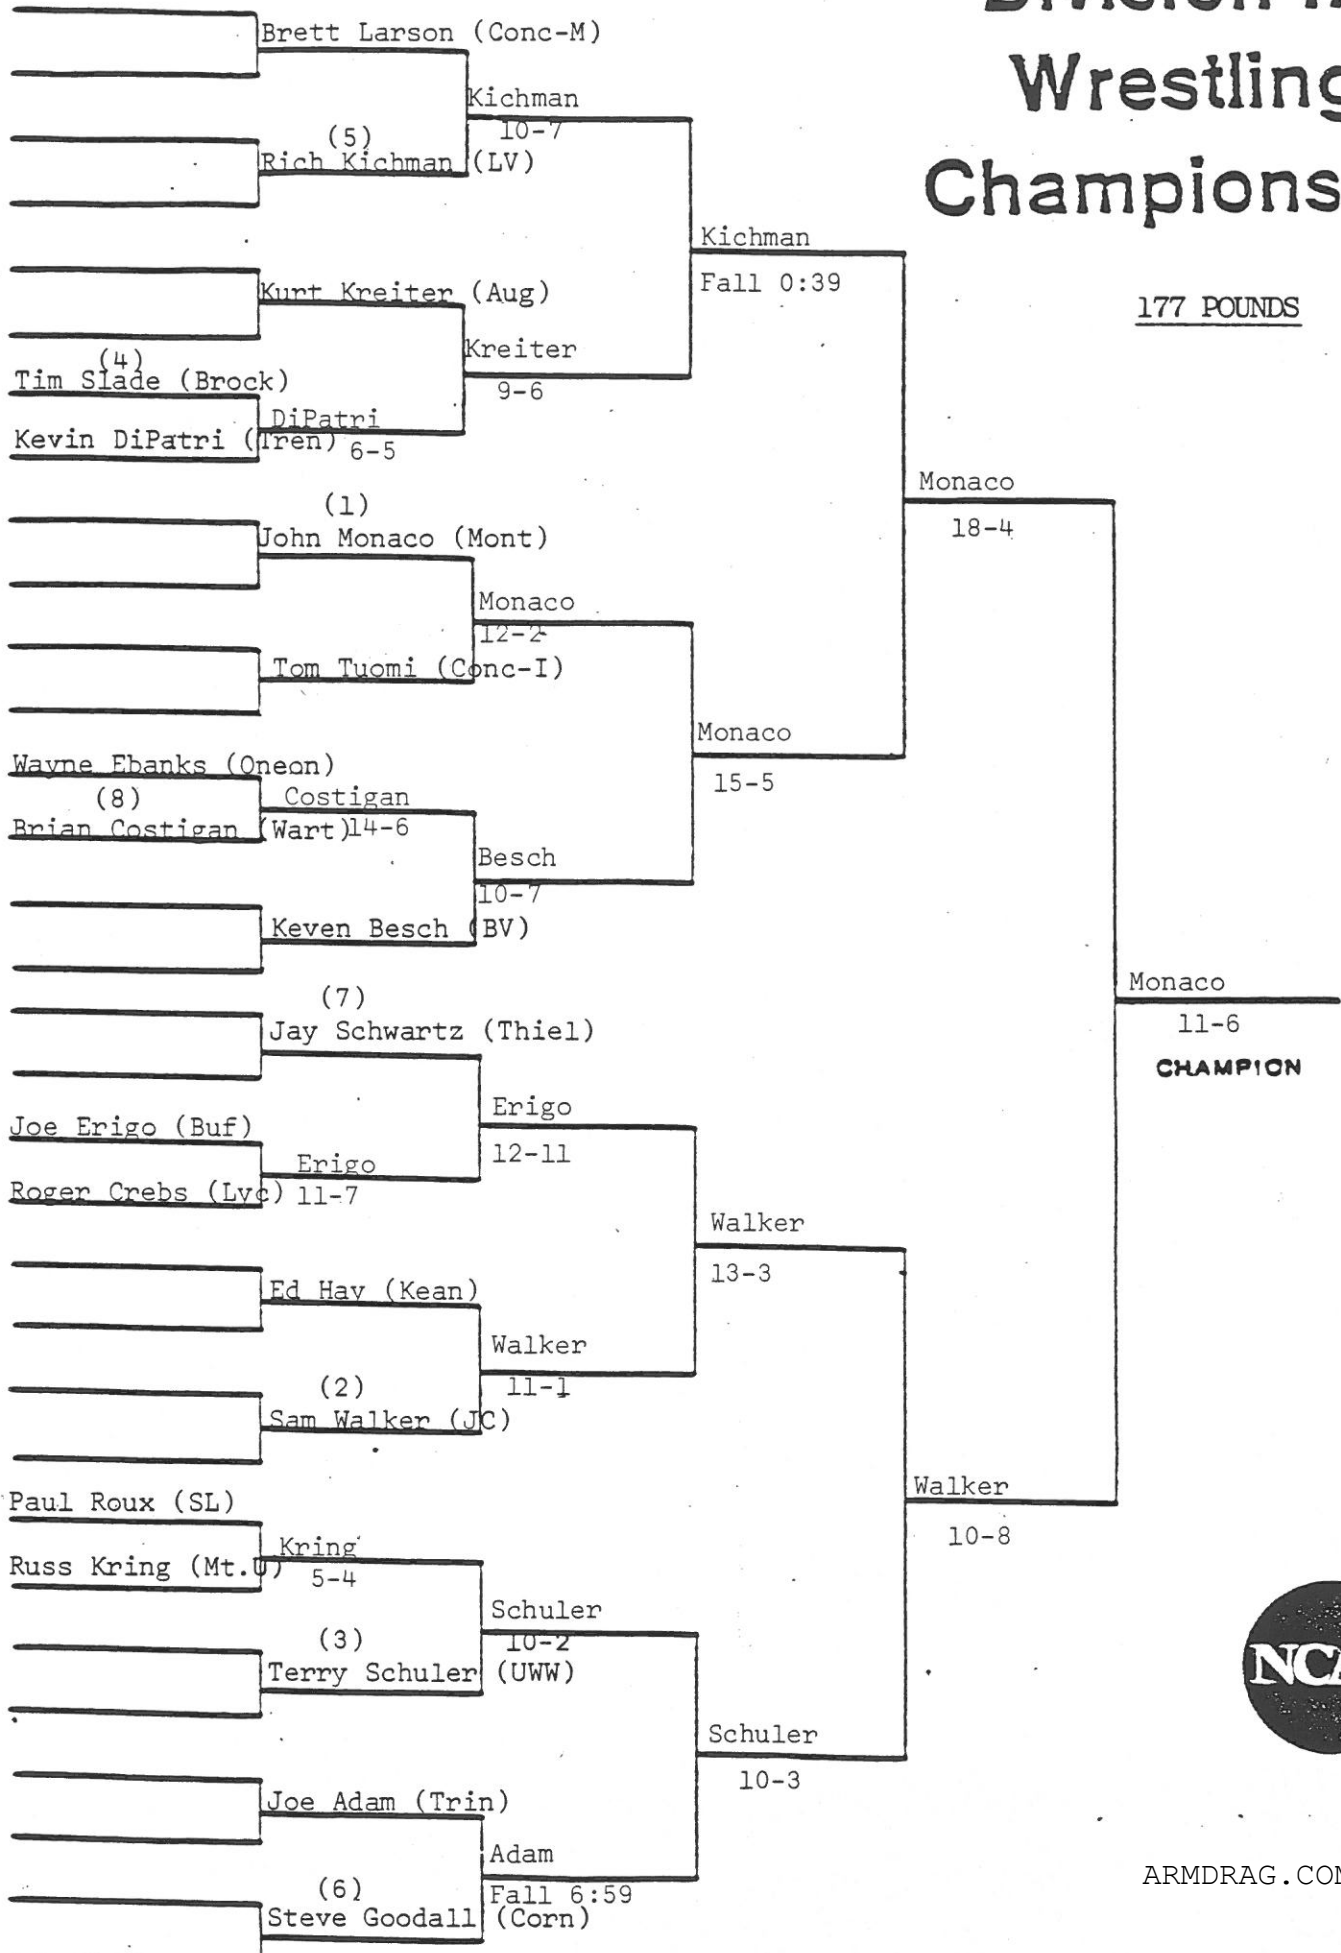 Wrestling
Champions
177 POUNDS
Brett Larson (Conc-M)
Kichman
10-7
(5)
Rich Kichman (LV)
Kichman
Fall 0:39
Kurt Kreiter (Aug)
Kreiter
9-6
(4)
Tim Slade (Brock)
DiPatri
Kevin DiPatri (Tren) 6-5
Monaco
18-4
(1)
John Monaco (Mont)
Monaco
12-2
Tom Tuomi (Conc-I)
Monaco
15-5
Wayne Ebanks (Oneon)
(8)
Costigan
Brian Costigan (Wart) 14-6
Besch
10-7
Keven Besch (BV)
Monaco
11-6
CHAMPION
(7)
Jay Schwartz (Thiel)
Erigo
12-11
Joe Erigo (Buf)
Erigo
Roger Crebs (Lvc) 11-7
Walker
13-3
Ed Hay (Kean)
Walker
11-1
(2)
Sam Walker (JC)
Walker
10-8
Paul Roux (SL)
Kring
Russ Kring (Mt.U) 5-4
Schuler
10-2
(3)
Terry Schuler (UWW)
Schuler
10-3
Joe Adam (Trin)
Adam
Fall 6:59
(6)
Steve Goodall (Corn)
NCA
ARMDRAG.COM